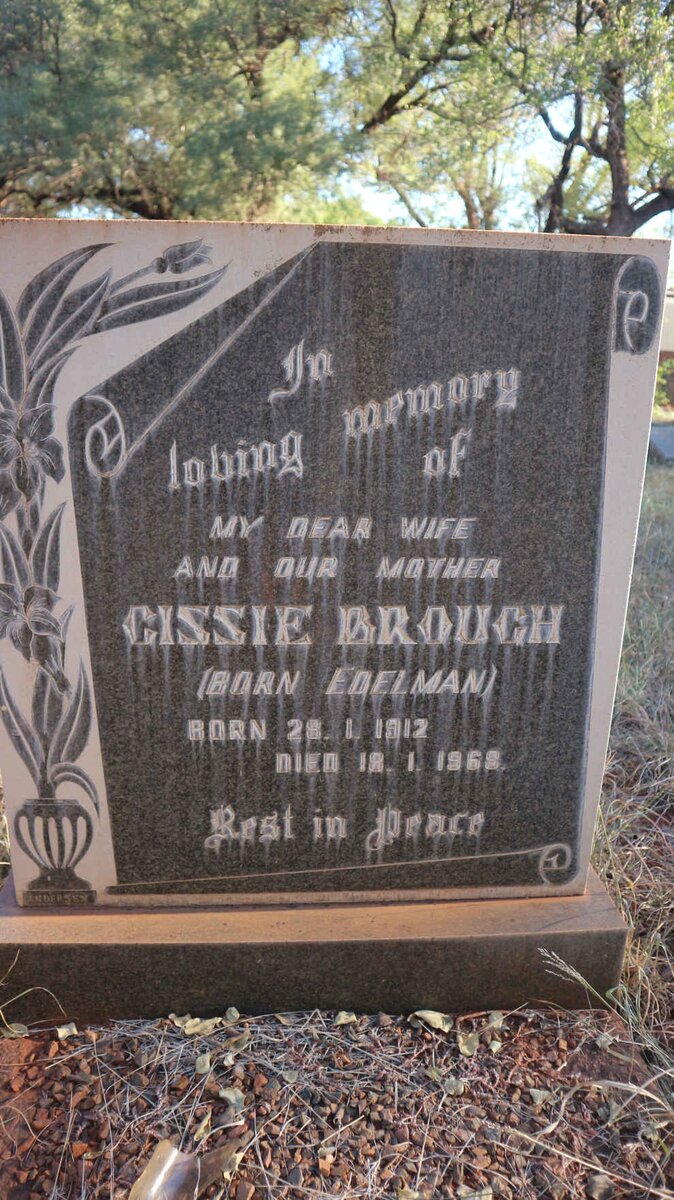 In
loving memory of
MY DEAR WIFE
AND OUR MOTHER
CISSIE BROUGH
(BORN EDELMAN)
BORN 28. 1. 1912
DIED 18. 1. 1968.
Rest in Peace
ANDERSEN